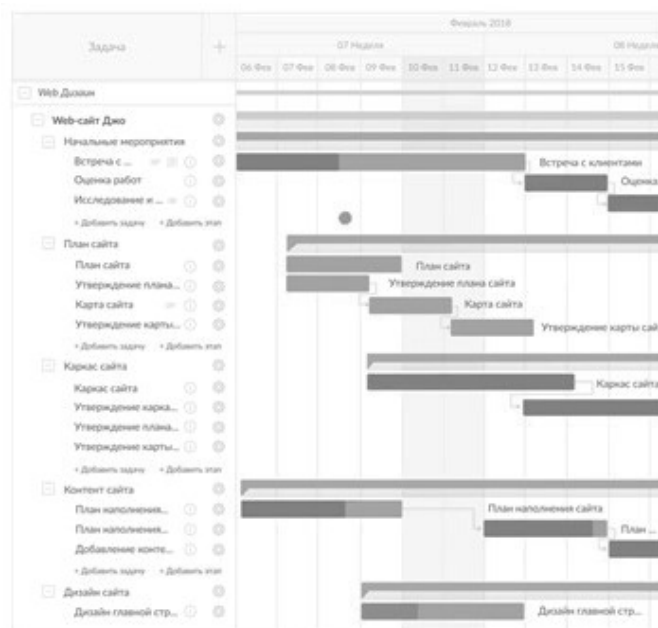 Февраль 2018
Задача +
07 Неделя 08 Неделя
06 Фев 07 Фев 08 Фев 09 Фев 10 Фев 11 Фев 12 Фев 13 Фев 14 Фев 15 Фев
Web Дизайн
Web-сайт Джо
Начальные мероприятия
Встреча с ... Встреча с клиентами
Оценка работ Оценка
Исследование и ...
+ Добавить задачу + Добавить этап
План сайта
План сайта План сайта
Утверждение плана... Утверждение плана сайта
Карта сайта Карта сайта
Утверждение карты... Утверждение карты сай
+ Добавить задачу + Добавить этап
Каркас сайта
Каркас сайта Каркас сайта
Утверждение карка...
Утверждение плана...
Утверждение карты...
+ Добавить задачу + Добавить этап
Контент сайта
План наполнения... План наполнения сайта
План наполнения... План ...
Добавление конте...
+ Добавить задачу + Добавить этап
Дизайн сайта
Дизайн главной стр... Дизайн главной стр...